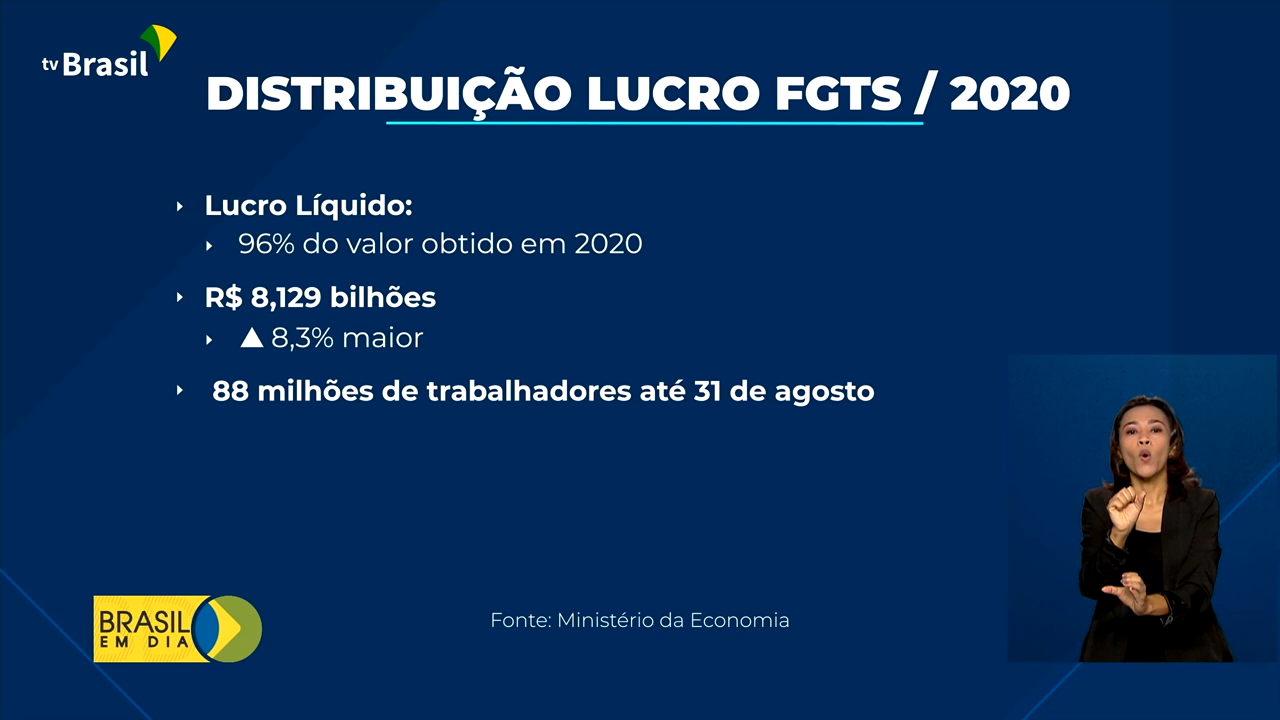 tv Brasil
DISTRIBUIÇÃO LUCRO FGTS / 2020
Lucro Líquido:
96% do valor obtido em 2020
R$ 8,129 bilhões
▲ 8,3% maior
88 milhões de trabalhadores até 31 de agosto
BRASIL
EM DIA
Fonte: Ministério da Economia